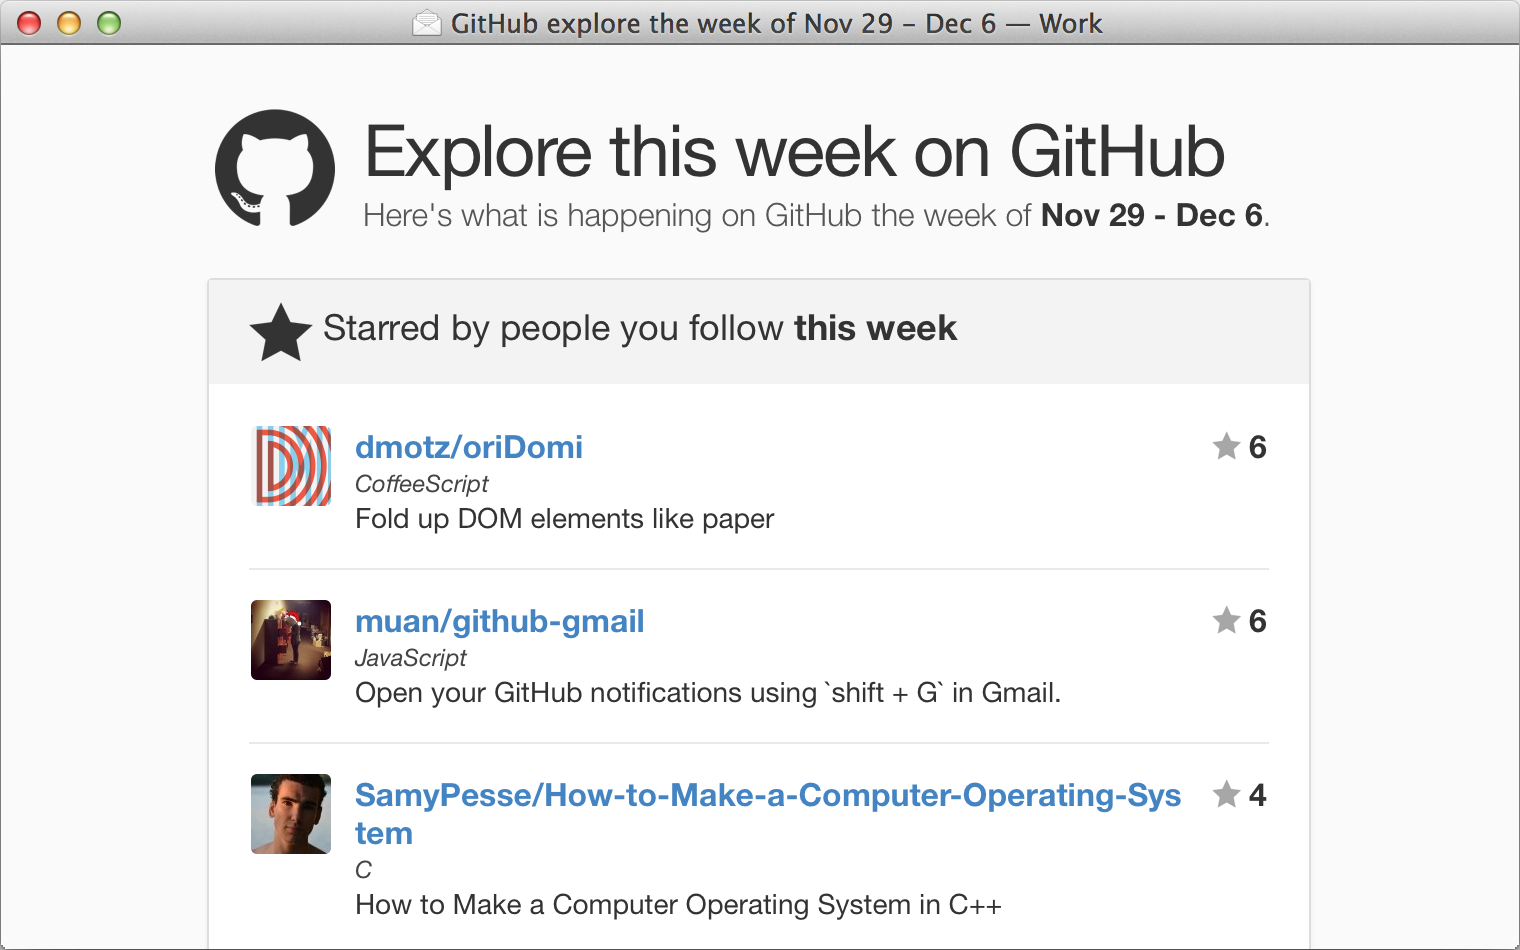 GitHub explore the week of Nov 29 – Dec 6 — Work
Explore this week on GitHub
Here's what is happening on GitHub the week of Nov 29 - Dec 6.
Starred by people you follow this week
dmotz/oriDomi
6
CoffeeScript
Fold up DOM elements like paper
muan/github-gmail
6
JavaScript
Open your GitHub notifications using `shift + G` in Gmail.
SamyPesse/How-to-Make-a-Computer-Operating-Sys
4
tem
C
How to Make a Computer Operating System in C++